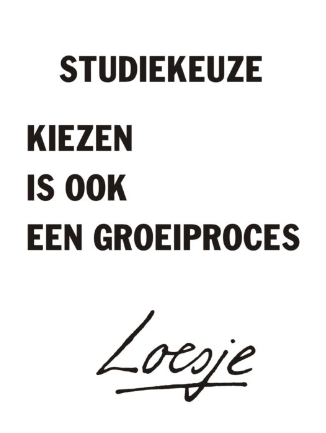 STUDIEKEUZE
KIEZEN
IS OOK
EEN GROEIPROCES
Loesje